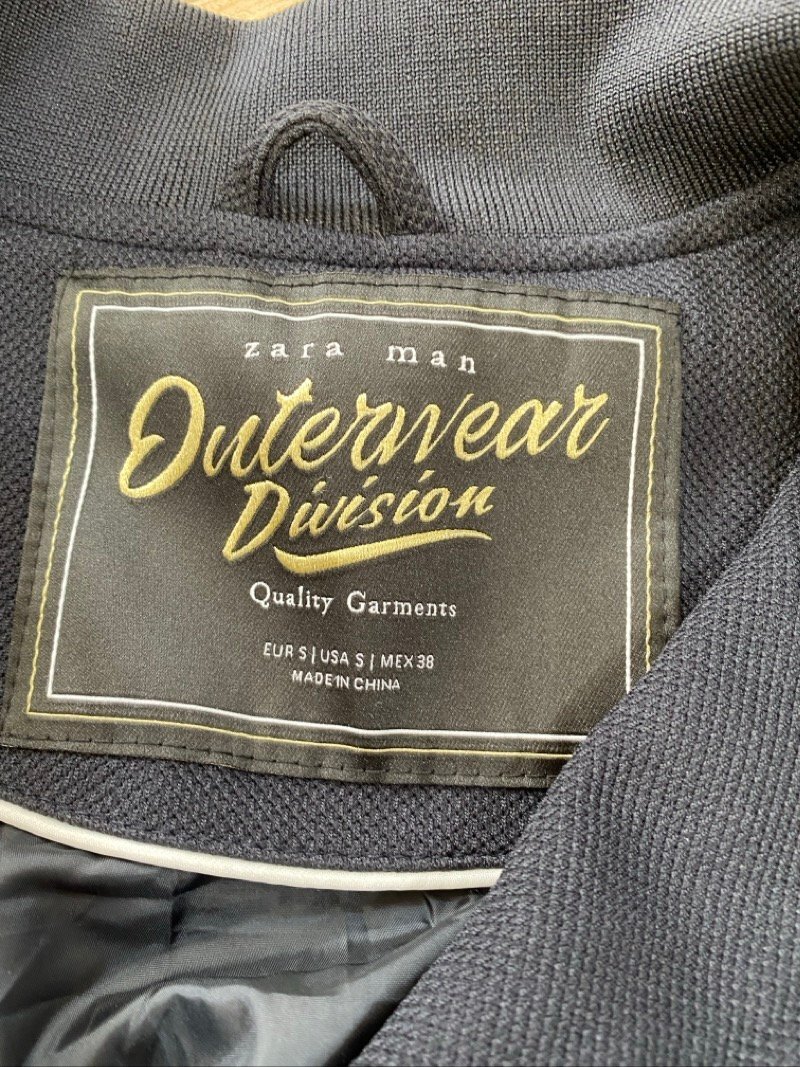 zara man
Outerwear
Division
Quality Garments
EUR S | USA S | MEX 38
MADE IN CHINA